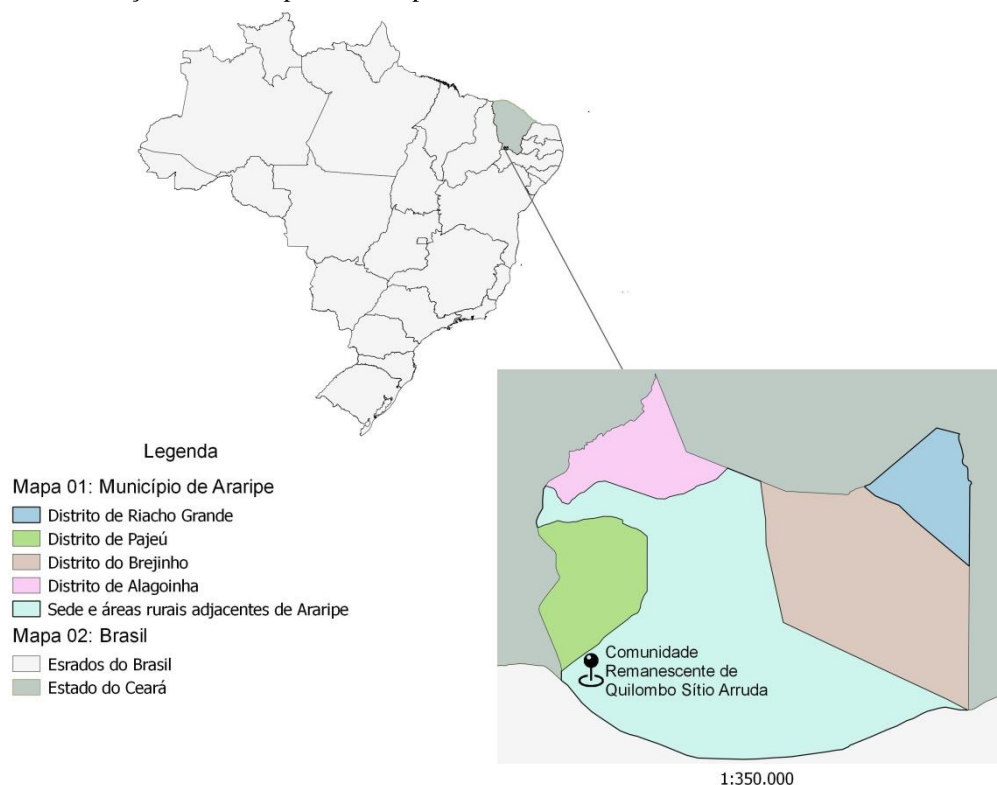 Legenda
Mapa 01: Município de Araripe
Distrito de Riacho Grande
Distrito de Pajeú
Distrito do Brejinho
Distrito de Alagoinha
Sede e áreas rurais adjacentes de Araripe
Mapa 02: Brasil
Esrados do Brasil
Estado do Ceará
Comunidade
Remanescente de
Quilombo Sítio Arruda
1:350.000